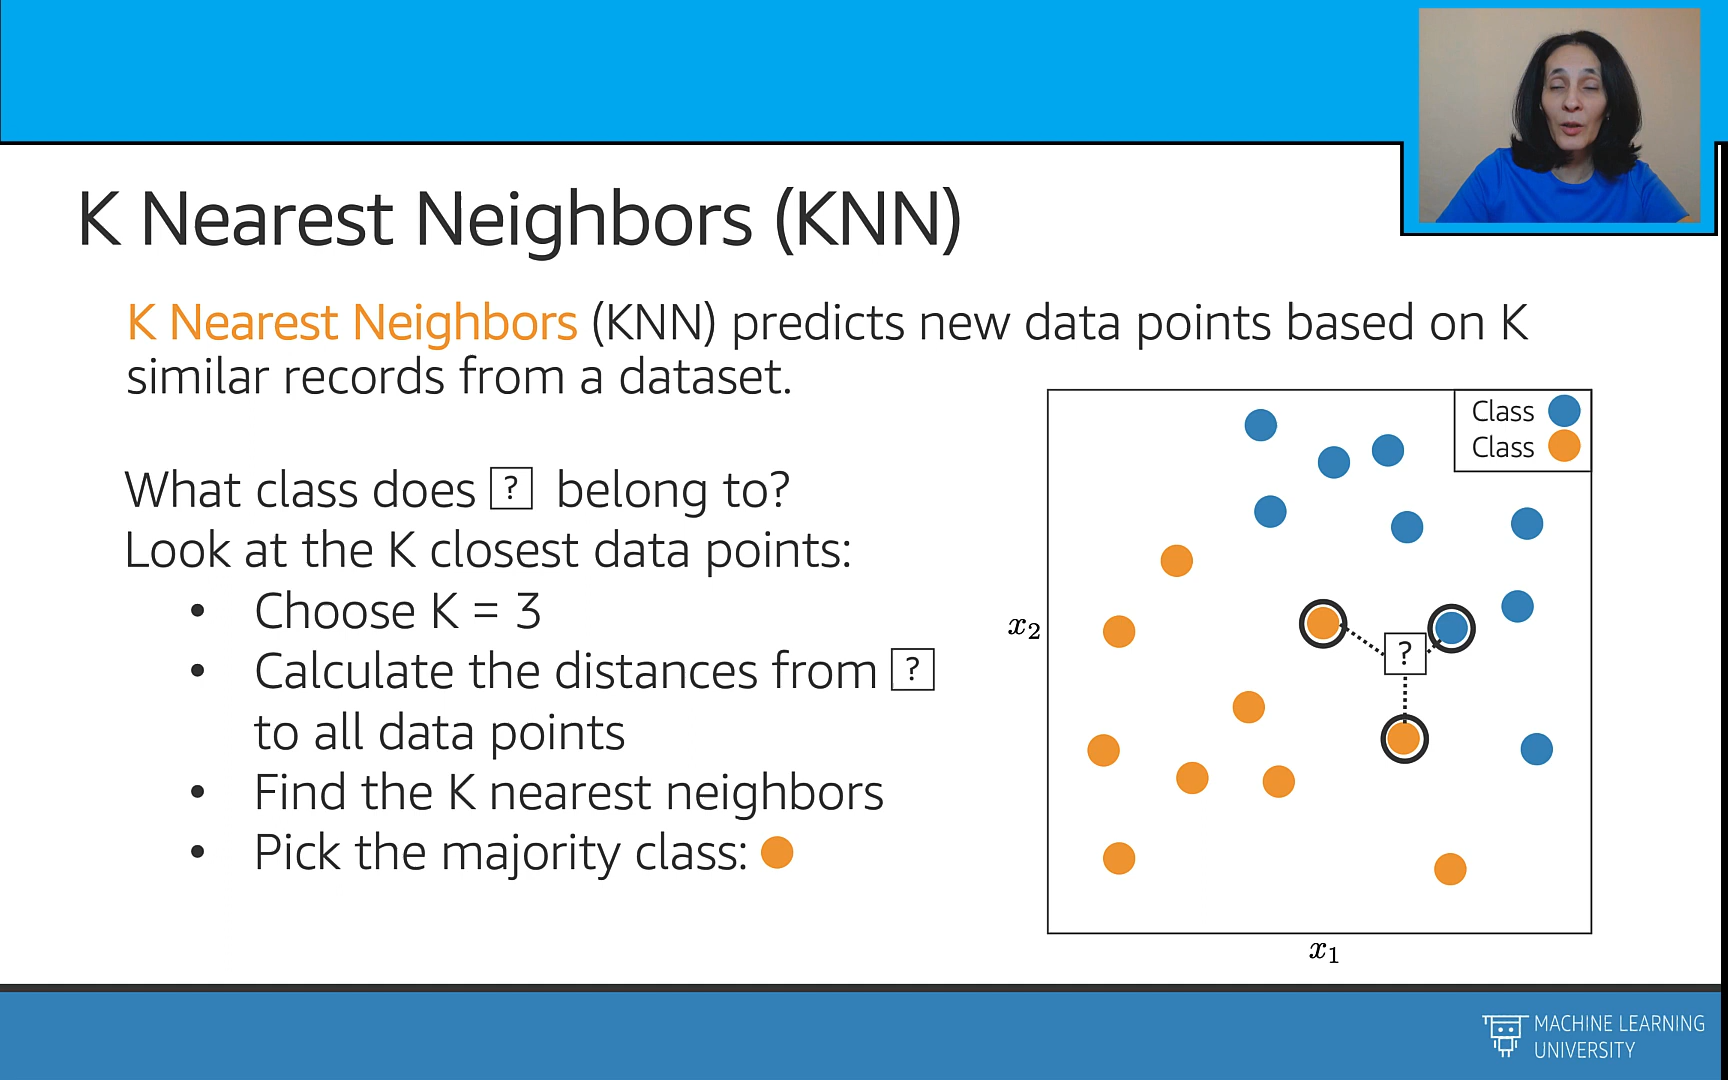 K Nearest Neighbors (KNN)
K Nearest Neighbors (KNN) predicts new data points based on K
similar records from a dataset.
What class does ? belong to?
Look at the K closest data points:
• Choose K = 3
• Calculate the distances from ?
to all data points
• Find the K nearest neighbors
• Pick the majority class:
Class
Class
x₂
?
x₁
MACHINE LEARNING
UNIVERSITY